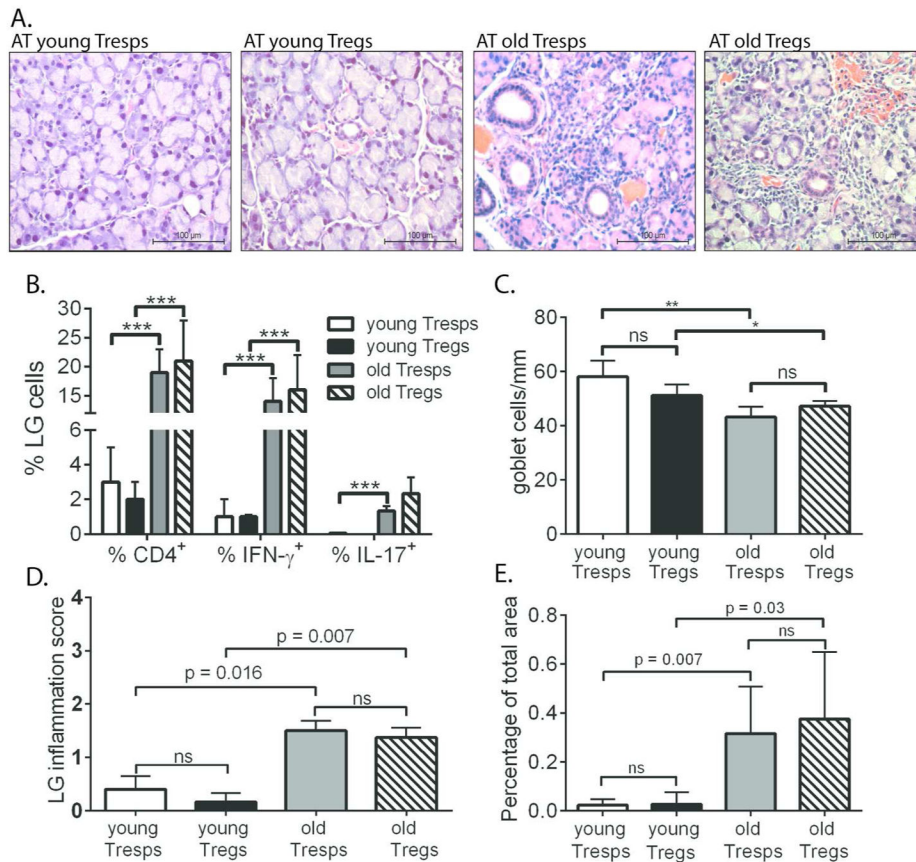 A.
AT young Tresps
AT young Tregs
AT old Tresps
AT old Tregs
100 µm
100 µm
100 µm
100 µm
B.
% LG cells
30
20
10
6
4
2
0
***
***
***
***
***
% CD4+
% IFN-γ+
% IL-17+
young Tresps
young Tregs
old Tresps
old Tregs
C.
goblet cells/mm
80
60
40
20
0
**
ns
*
ns
young Tresps
young Tregs
old Tresps
old Tregs
D.
LG inflammation score
4
3
2
1
0
p = 0.007
p = 0.016
ns
ns
young Tresps
young Tregs
old Tresps
old Tregs
E.
Percentage of total area
0.8
0.6
0.4
0.2
0.0
p = 0.03
p = 0.007
ns
ns
young Tresps
young Tregs
old Tresps
old Tregs